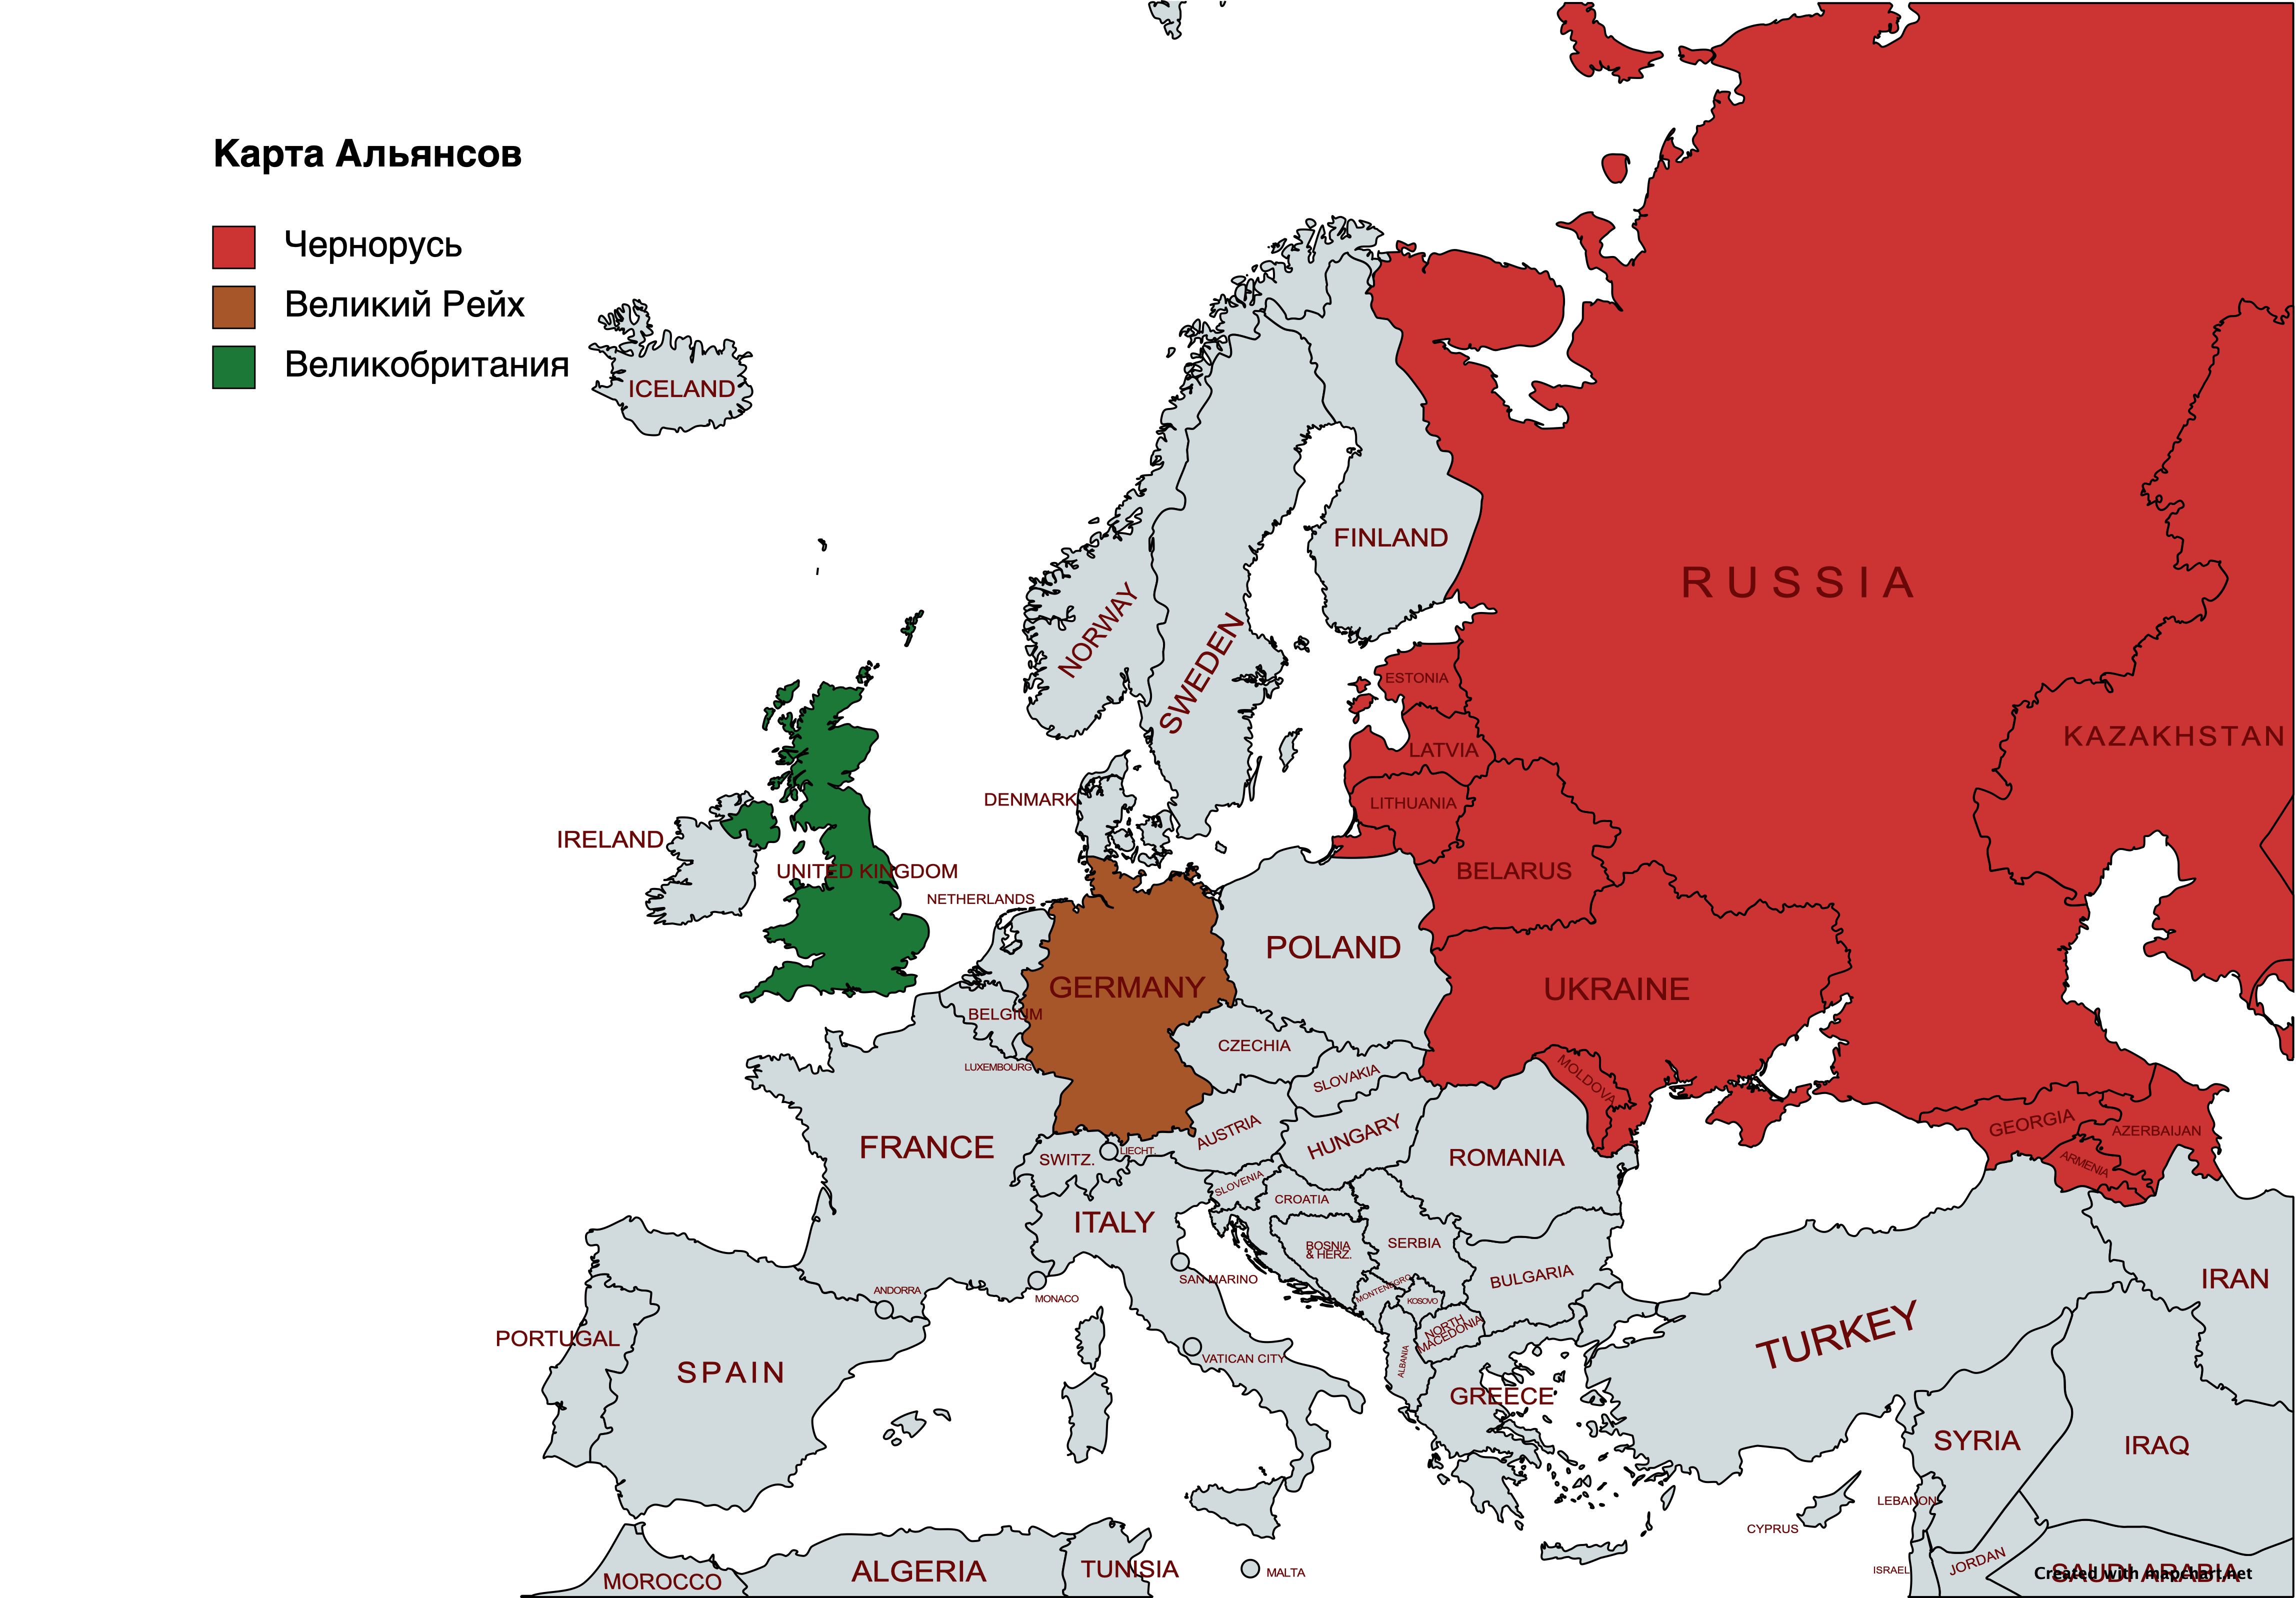 Карта Альянсов
Чернорусь
Великий Рейх
Великобритания
ICELAND
RUSSIA
FINLAND
NORWAY
SWEDEN
ESTONIA
LATVIA
LITHUANIA
KAZAKHSTAN
DENMARK
IRELAND
UNITED KINGDOM
NETHERLANDS
BELARUS
POLAND
GERMANY
UKRAINE
BELGIUM
CZECHIA
LUXEMBOURG
SLOVAKIA
MOLDOVA
FRANCE
AUSTRIA
HUNGARY
GEORGIA
AZERBAIJAN
SWITZ.
LIECHT.
ROMANIA
ARMENIA
SLOVENIA
CROATIA
ITALY
BOSNIA
& HERZ.
SERBIA
SAN MARINO
BULGARIA
IRAN
ANDORRA
MONACO
MONTENEGRO
KOSOVO
PORTUGAL
SPAIN
NORTH
MACEDONIA
TURKEY
VATICAN CITY
ALBANIA
GREECE
SYRIA
IRAQ
LEBANON
CYPRUS
MOROCCO
ALGERIA
TUNISIA
MALTA
ISRAEL
JORDAN
SAUDI ARABIA
Created with mapchart.net